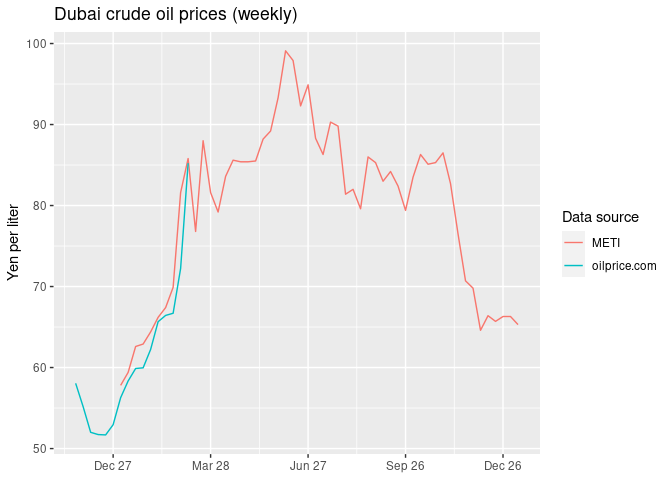 Dubai crude oil prices (weekly)
100
90
80
70
60
50
Yen per liter
Dec 27
Mar 28
Jun 27
Sep 26
Dec 26
Data source
METI
oilprice.com